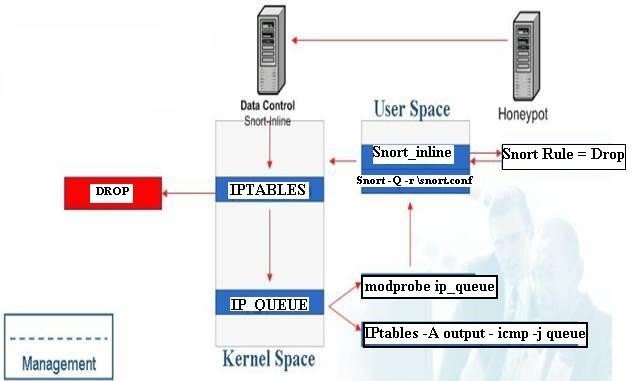 Data Control
Snort-Inline
User Space
Honeypot
Snort_inline
Snort Rule = Drop
Snort -Q -r \snort.conf
DROP
IPTABLES
modprobe ip_queue
IP_QUEUE
IPtables -A output - icmp -j queue
Kernel Space
Management